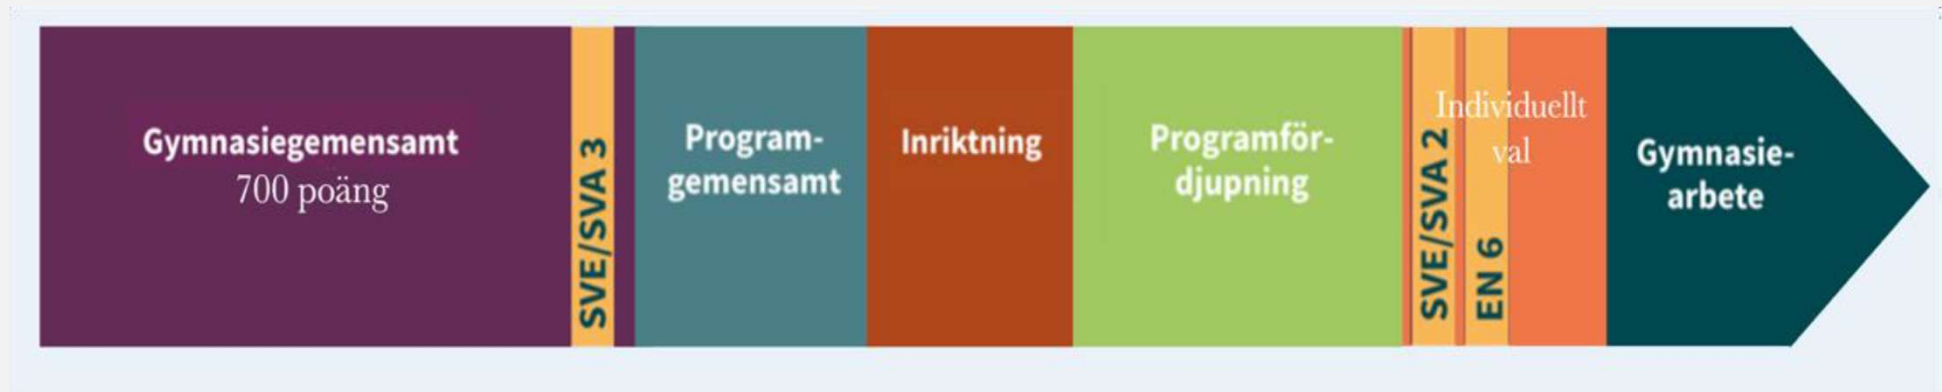 Gymnasiegemensamt
700 poäng
SVE/SVA 3
Program-
gemensamt
Inriktning
Programför-
djupning
SVE/SVA 2
EN 6
Individuellt
val
Gymnasie-
arbete